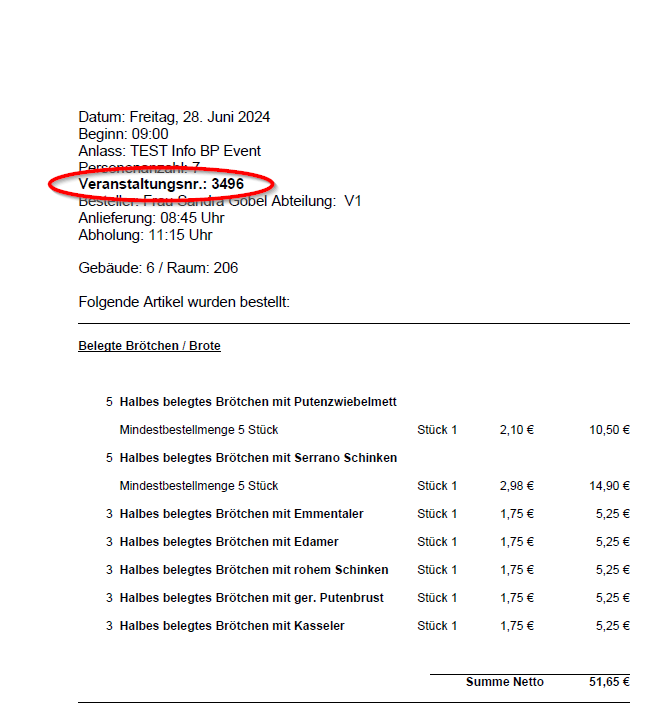 Datum: Freitag, 28. Juni 2024
Beginn: 09:00
Anlass: TEST Info BP Event
Personenanzahl: 7
Veranstaltungsnr.: 3496
Besteller: Frau Sandra Göbel Abteilung: V1
Anlieferung: 08:45 Uhr
Abholung: 11:15 Uhr
Gebäude: 6 / Raum: 206
Folgende Artikel wurden bestellt:
Belegte Brötchen / Brote
5 Halbes belegtes Brötchen mit Putenzwiebelmett
Mindestbestellmenge 5 Stück Stück 1 2,10 € 10,50 €
5 Halbes belegtes Brötchen mit Serrano Schinken
Mindestbestellmenge 5 Stück Stück 1 2,98 € 14,90 €
3 Halbes belegtes Brötchen mit Emmentaler Stück 1 1,75 € 5,25 €
3 Halbes belegtes Brötchen mit Edamer Stück 1 1,75 € 5,25 €
3 Halbes belegtes Brötchen mit rohem Schinken Stück 1 1,75 € 5,25 €
3 Halbes belegtes Brötchen mit ger. Putenbrust Stück 1 1,75 € 5,25 €
3 Halbes belegtes Brötchen mit Kasseler Stück 1 1,75 € 5,25 €
Summe Netto 51,65 €